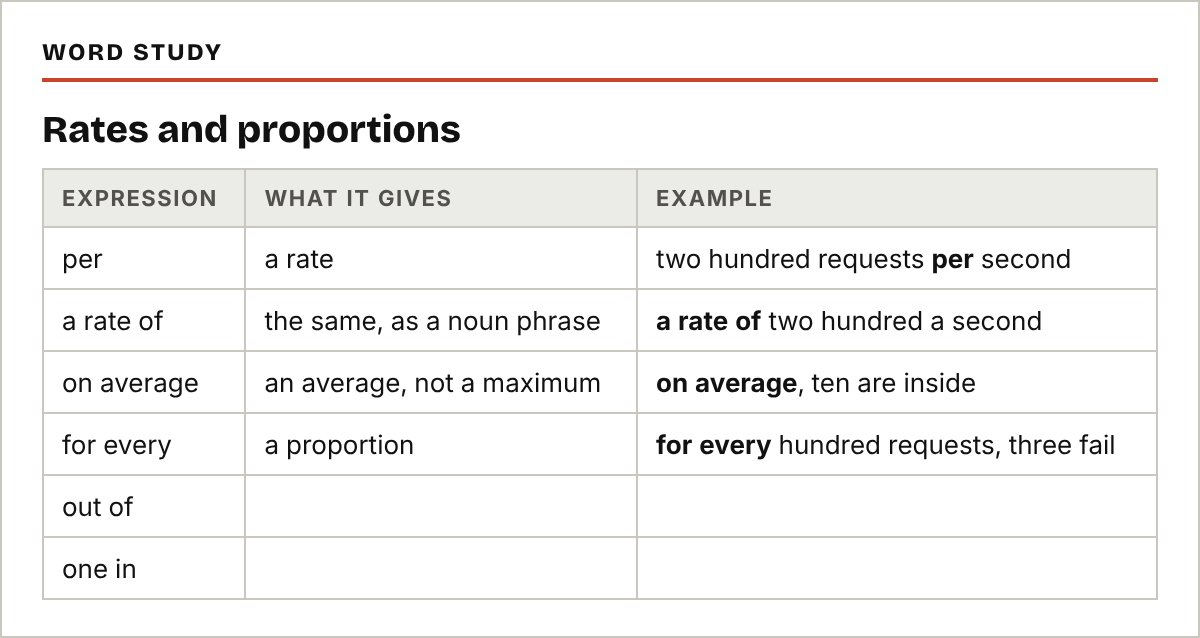 WORD STUDY
Rates and proportions
EXPRESSION WHAT IT GIVES EXAMPLE
per a rate two hundred requests per second
a rate of the same, as a noun phrase a rate of two hundred a second
on average an average, not a maximum on average, ten are inside
for every a proportion for every hundred requests, three fail
out of
one in